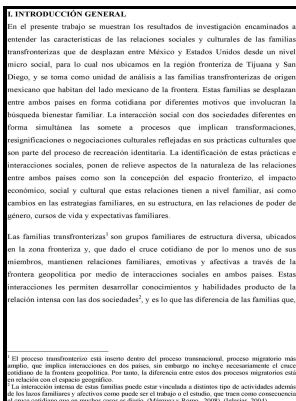 I. INTRODUCCIÓN GENERAL
En el presente trabajo se muestran los resultados de investigación encaminados a
entender las características de las relaciones sociales y culturales de las familias
transfronterizas que de desplazan entre México y Estados Unidos desde un nivel
micro social, para lo cual nos ubicamos en la región fronteriza de Tijuana y San
Diego, y se toma como unidad de análisis a las familias transfronterizas de origen
mexicano que habitan del lado mexicano de la frontera. Estas familias se desplazan
entre ambos países en forma cotidiana por diferentes motivos que involucran la
búsqueda bienestar familiar. La interacción social con dos sociedades diferentes en
forma simultánea las somete a procesos que implican transformaciones,
resignificaciones o negociaciones culturales reflejadas en sus prácticas culturales que
son parte del proceso de recreación identitaria. La identificación de estas prácticas e
interacciones sociales, ponen de relieve aspectos de la naturaleza de las relaciones
entre ambos países como son la concepción del espacio fronterizo, el impacto
económico, social y cultural que estas relaciones tienen a nivel familiar, así como
cambios en las estrategias familiares, en su estructura, en las relaciones de poder de
género, cursos de vida y expectativas familiares.
Las familias transfronterizas¹ son grupos familiares de estructura diversa, ubicados
en la zona fronteriza y, que dado el cruce cotidiano de por lo menos uno de sus
miembros, mantienen relaciones familiares, emotivas y afectivas a través de la
frontera geopolítica por medio de interacciones sociales en ambos países. Estas
interacciones les permiten desarrollar conocimientos y habilidades producto de la
relación intensa con las dos sociedades², y es lo que las diferencia de las familias que,
¹ El proceso transfronterizo está inserto dentro del proceso transnacional, proceso migratorio más
amplio, que implica interacciones en dos países, sin embargo no incluye necesariamente el cruce
cotidiano de la frontera geopolítica. Por tanto, la diferencia entre estos dos procesos migratorios está
en relación con el espacio geográfico.
² La interacción intensa de estas familias puede estar vinculada a distintos tipo de actividades además
de los lazos familiares y afectivos como puede ser el trabajo o el estudio, que traen como consecuencia